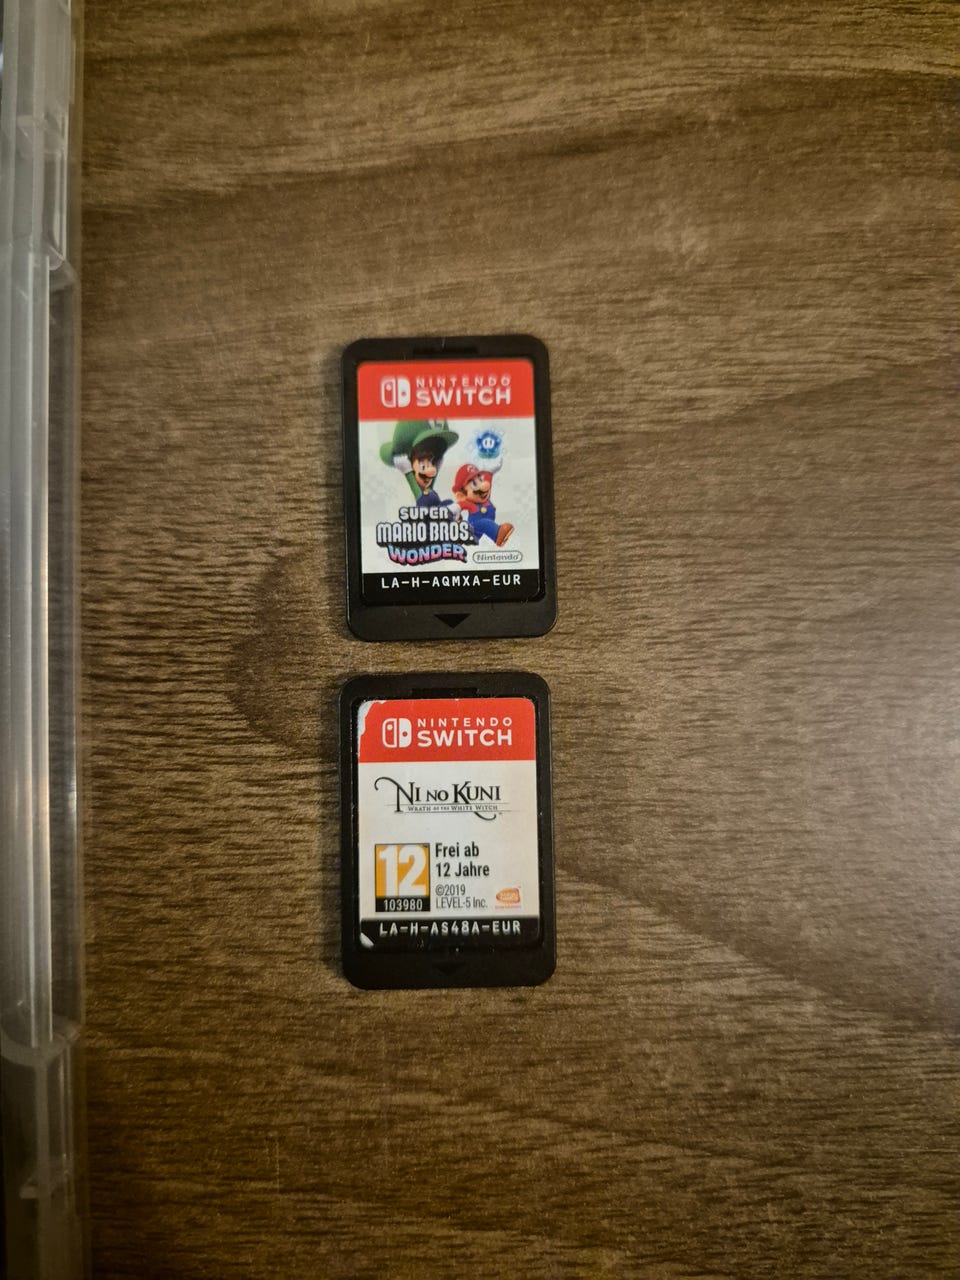 NINTENDO
SWITCH
SUPER
MARIO BROS.
WONDER
Nintendo
LA-H-AQMXA-EUR
NINTENDO
SWITCH
NI NO KUNI
WRATH OF THE WHITE WITCH
12
Frei ab
12 Jahre
©2019
LEVEL-5 Inc.
103980
LA-H-AS48A-EUR